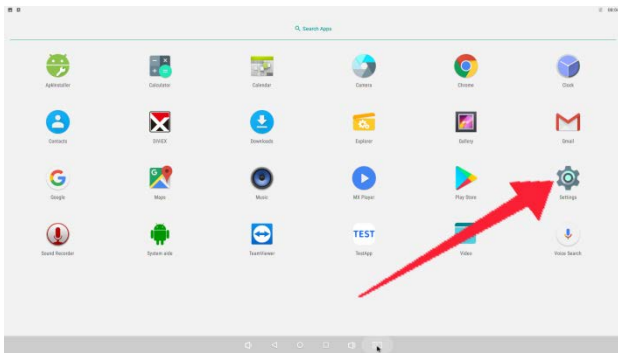 Search Apps
ApkInstaller
Calculator
Calendar
Camera
Chrome
Clock
Contacts
DIVEX
Downloads
Explorer
Gallery
Gmail
Google
Maps
Music
MX Player
Play Store
Settings
Sound Recorder
System aide
TeamViewer
TEST
TestApp
Video
Voice Search